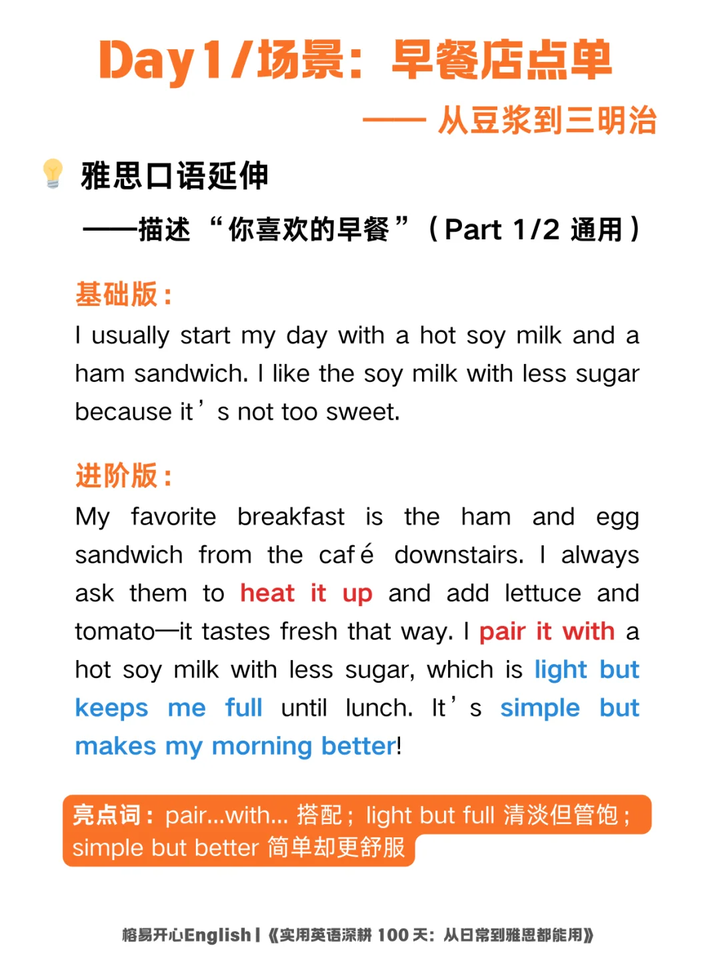 Day1/场景：早餐店点单
—— 从豆浆到三明治
雅思口语延伸
——描述“你喜欢的早餐”（Part 1/2 通用）
基础版：
I usually start my day with a hot soy milk and a
ham sandwich. I like the soy milk with less sugar
because it’s not too sweet.
进阶版：
My favorite breakfast is the ham and egg
sandwich from the café downstairs. I always
ask them to heat it up and add lettuce and
tomato—it tastes fresh that way. I pair it with a
hot soy milk with less sugar, which is light but
keeps me full until lunch. It’s simple but
makes my morning better!
亮点词：pair...with... 搭配；light but full 清淡但管饱；
simple but better 简单却更舒服
榕易开心English |《实用英语深耕 100 天：从日常到雅思都能用》